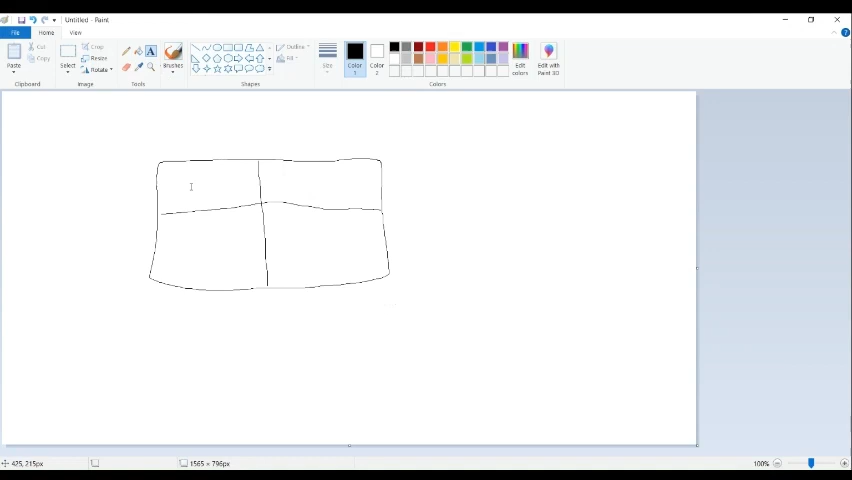 Untitled - Paint
File
Home
View
Paste
Cut
Copy
Clipboard
Select
Crop
Resize
Rotate
Image
A
Tools
Brushes
Outline
Fill
Shapes
Size
Color
1
Color
2
Edit
colors
Edit with
Paint 3D
Colors
425, 215px
1565 × 796px
100%